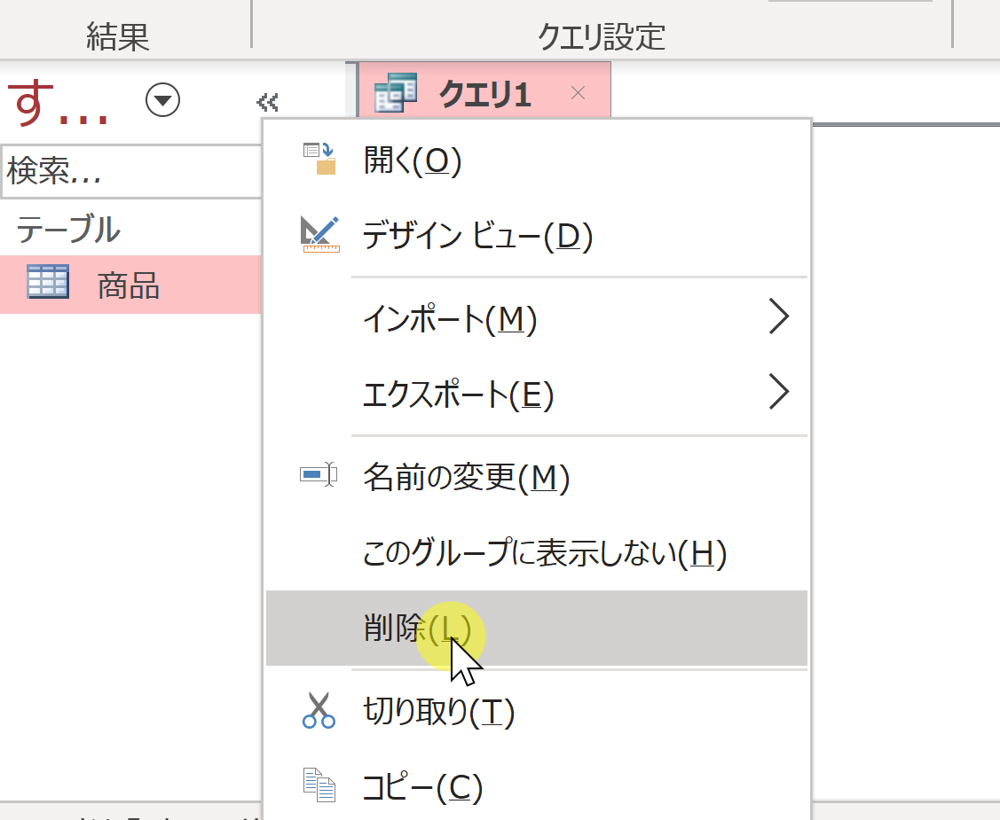 結果
クエリ設定
す...
クエリ1
検索...
テーブル
商品
開く(O)
デザイン ビュー(D)
インポート(M)
エクスポート(E)
名前の変更(M)
このグループに表示しない(H)
削除(L)
切り取り(T)
コピー(C)